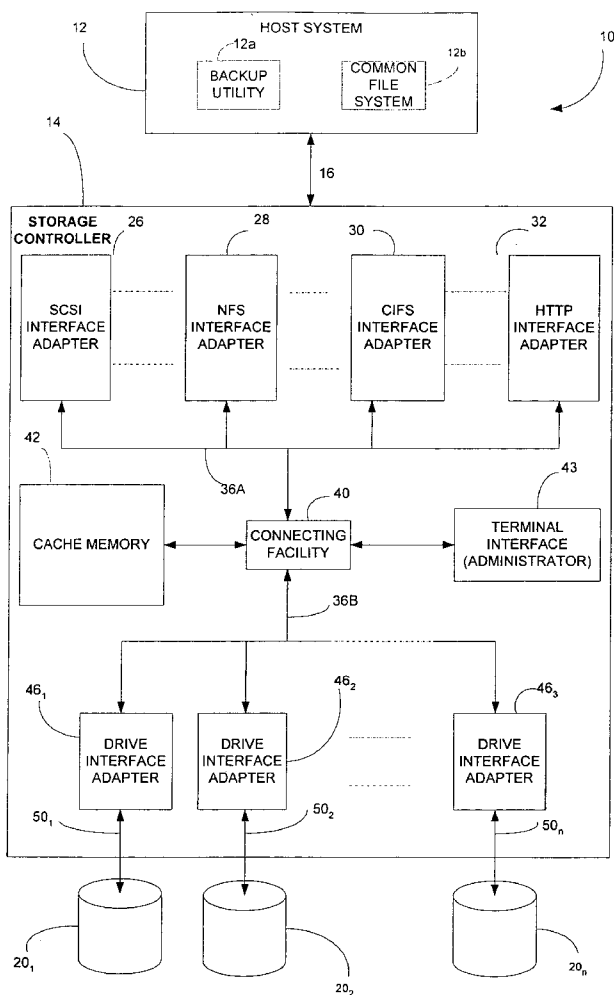 HOST SYSTEM
12
12a
12b
10
BACKUP
UTILITY
COMMON
FILE
SYSTEM
14
16
STORAGE
CONTROLLER
26
28
30
32
SCSI
INTERFACE
ADAPTER
NFS
INTERFACE
ADAPTER
CIFS
INTERFACE
ADAPTER
HTTP
INTERFACE
ADAPTER
42
36A
40
43
CACHE MEMORY
CONNECTING
FACILITY
TERMINAL
INTERFACE
(ADMINISTRATOR)
36B
46₁
46₂
46₃
DRIVE
INTERFACE
ADAPTER
DRIVE
INTERFACE
ADAPTER
DRIVE
INTERFACE
ADAPTER
50₁
50₂
50ₙ
20₁
20₂
20ₙ